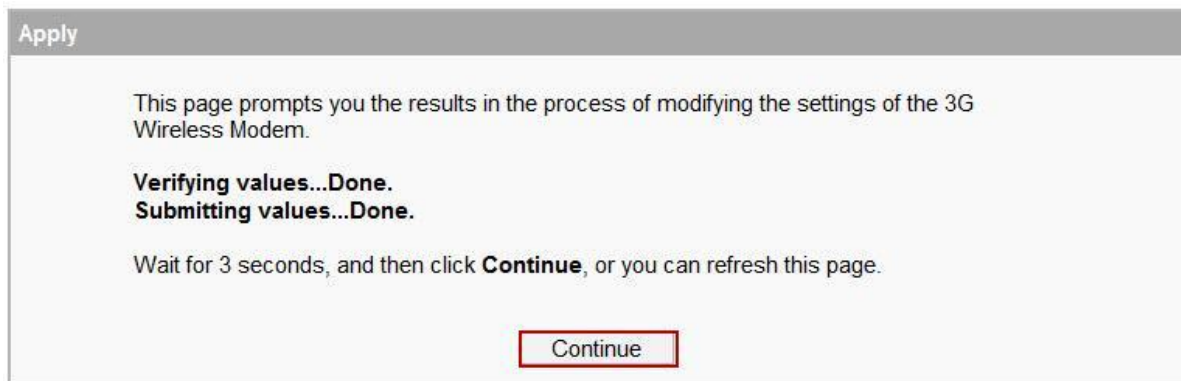 Apply
This page prompts you the results in the process of modifying the settings of the 3G
Wireless Modem.
Verifying values...Done.
Submitting values...Done.
Wait for 3 seconds, and then click Continue, or you can refresh this page.
Continue